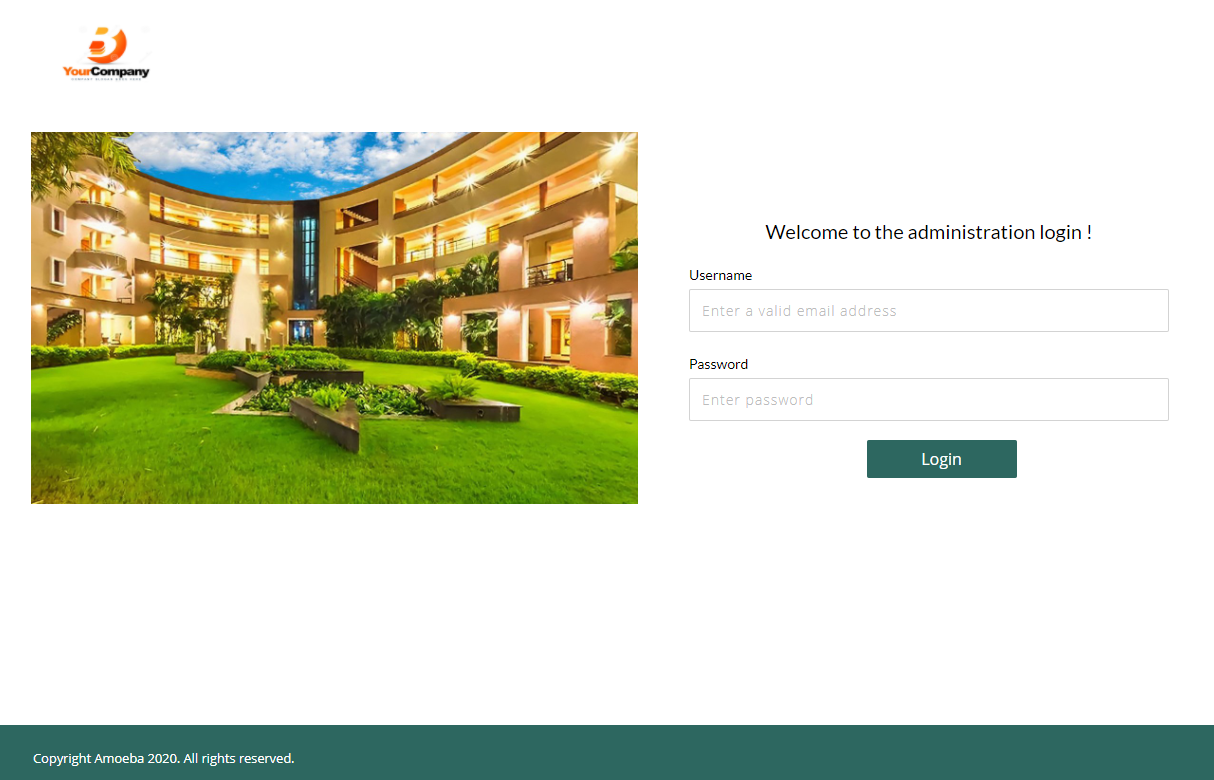 YourCompany
Welcome to the administration login !
Username
Enter a valid email address
Password
Enter password
Login
Copyright Amoeba 2020. All rights reserved.